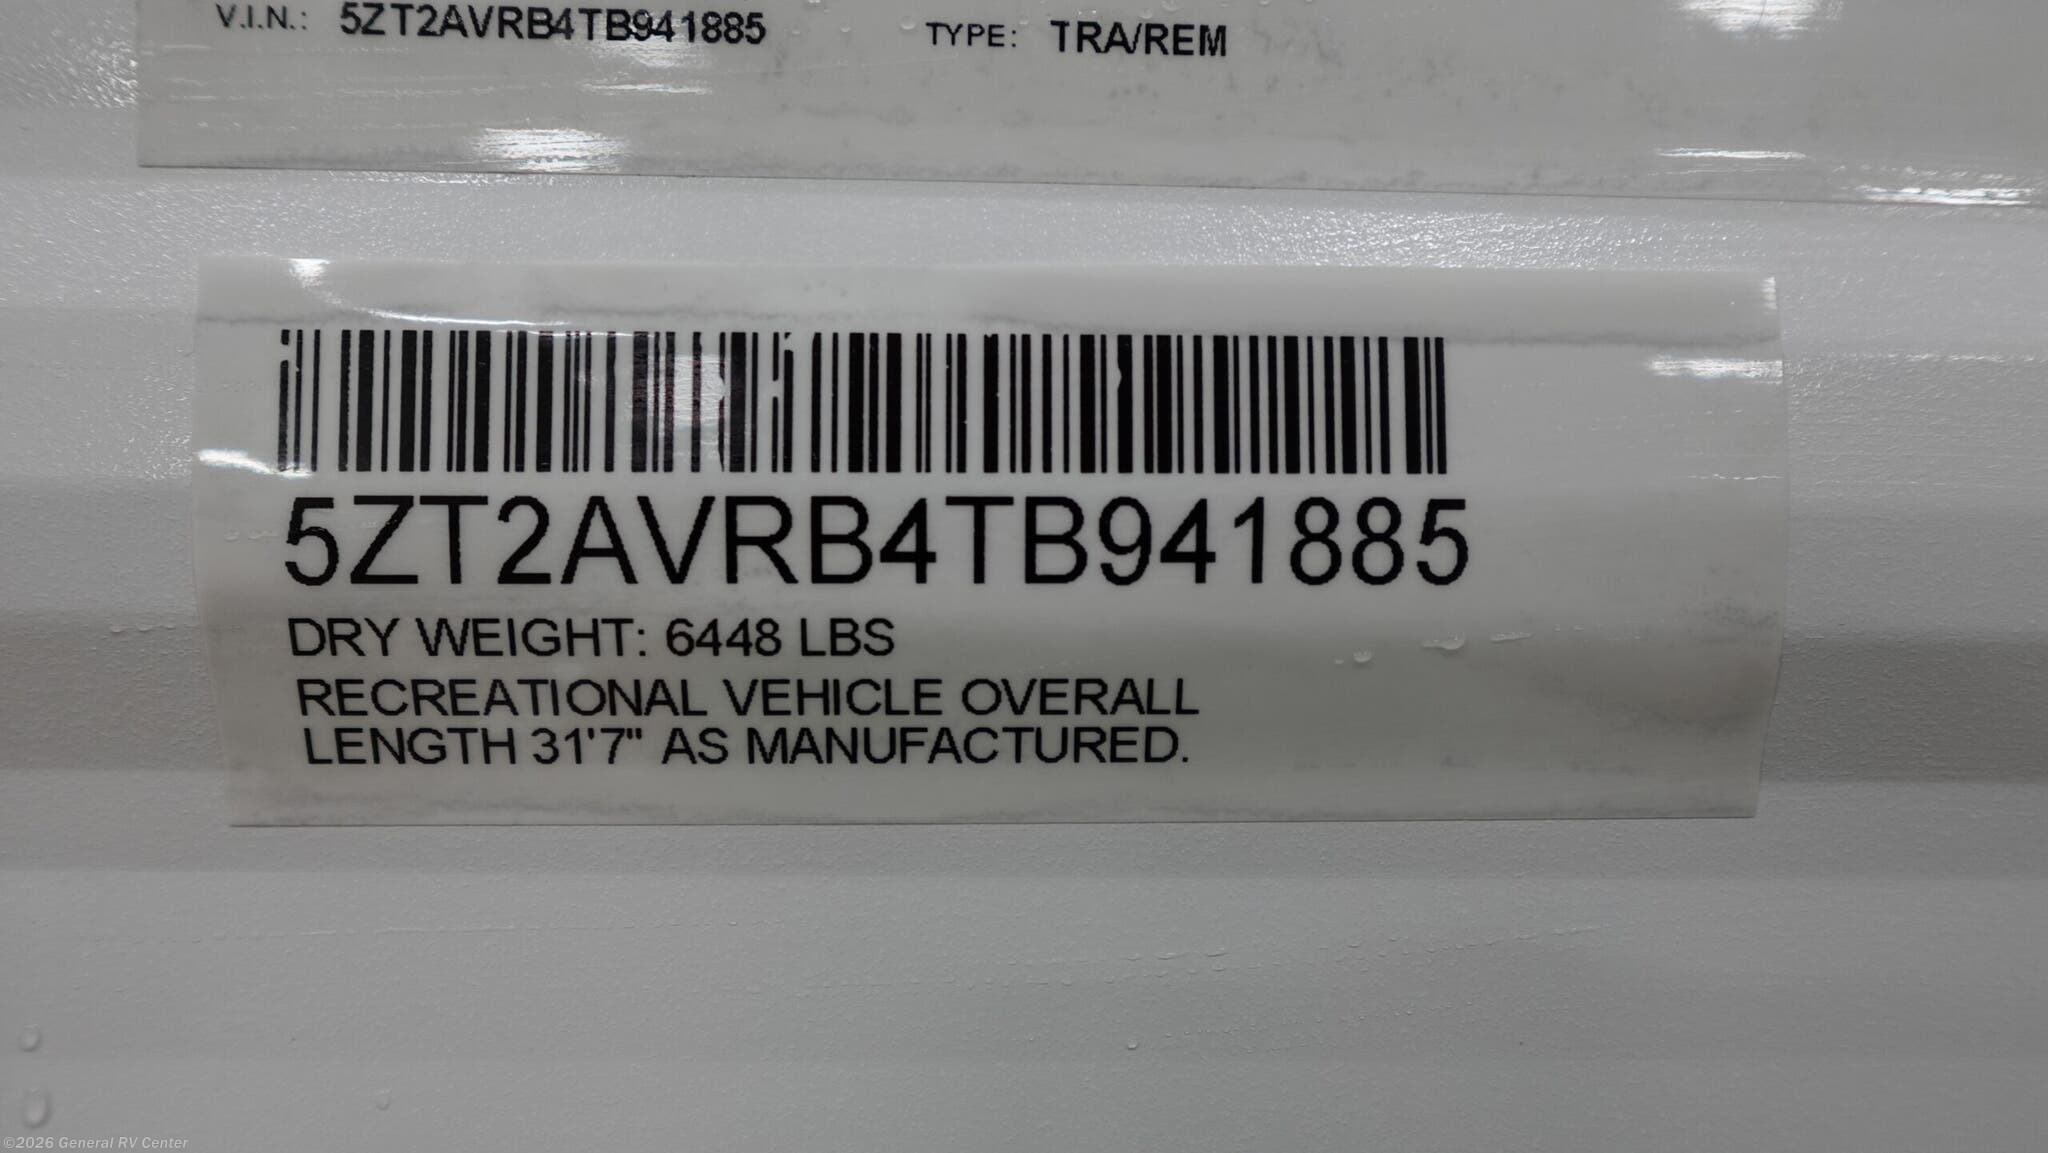 V.I.N.: 5ZT2AVRB4TB941885 TYPE: TRA/REM
5ZT2AVRB4TB941885
DRY WEIGHT: 6448 LBS
RECREATIONAL VEHICLE OVERALL
LENGTH 31'7" AS MANUFACTURED.
©2026 General RV Center